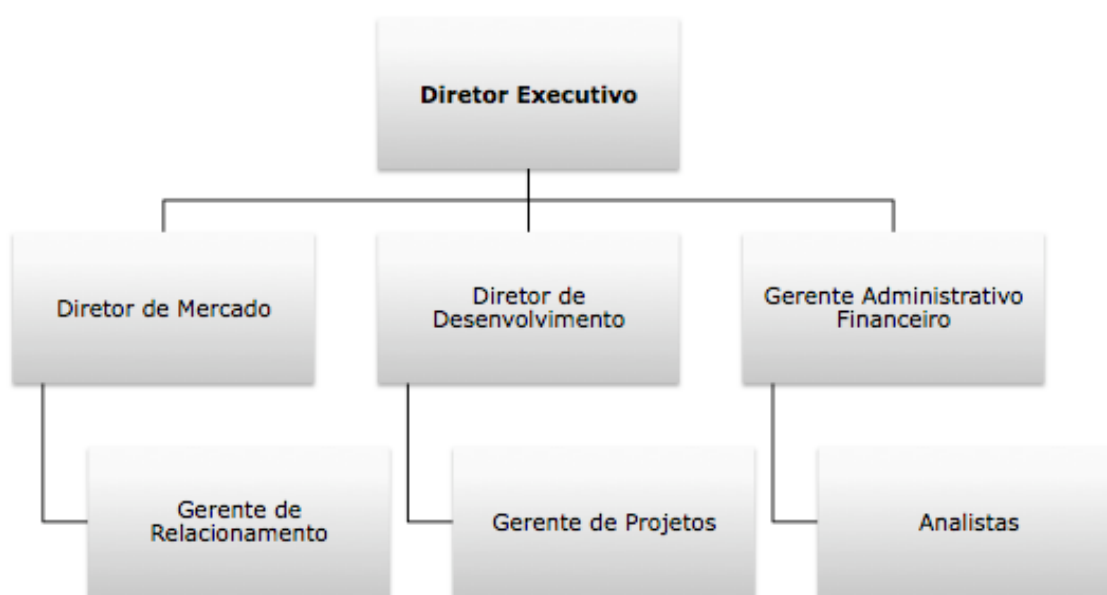 Diretor Executivo
Diretor de Mercado
Diretor de
Desenvolvimento
Gerente Administrativo
Financeiro
Gerente de
Relacionamento
Gerente de Projetos
Analistas